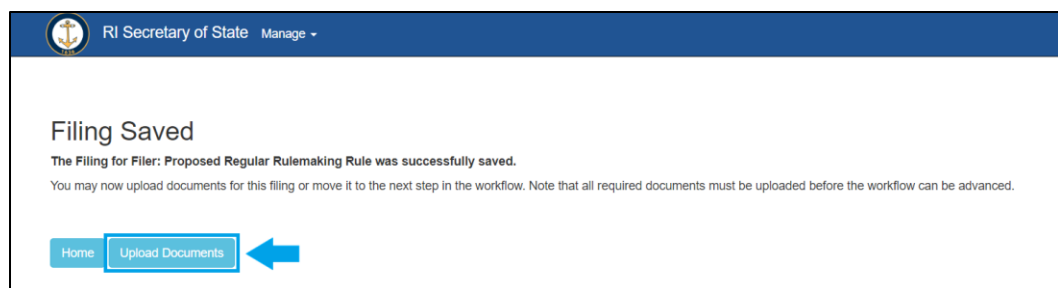 RI Secretary of State Manage
Filing Saved
The Filing for Filer: Proposed Regular Rulemaking Rule was successfully saved.
You may now upload documents for this filing or move it to the next step in the workflow. Note that all required documents must be uploaded before the workflow can be advanced.
Home Upload Documents